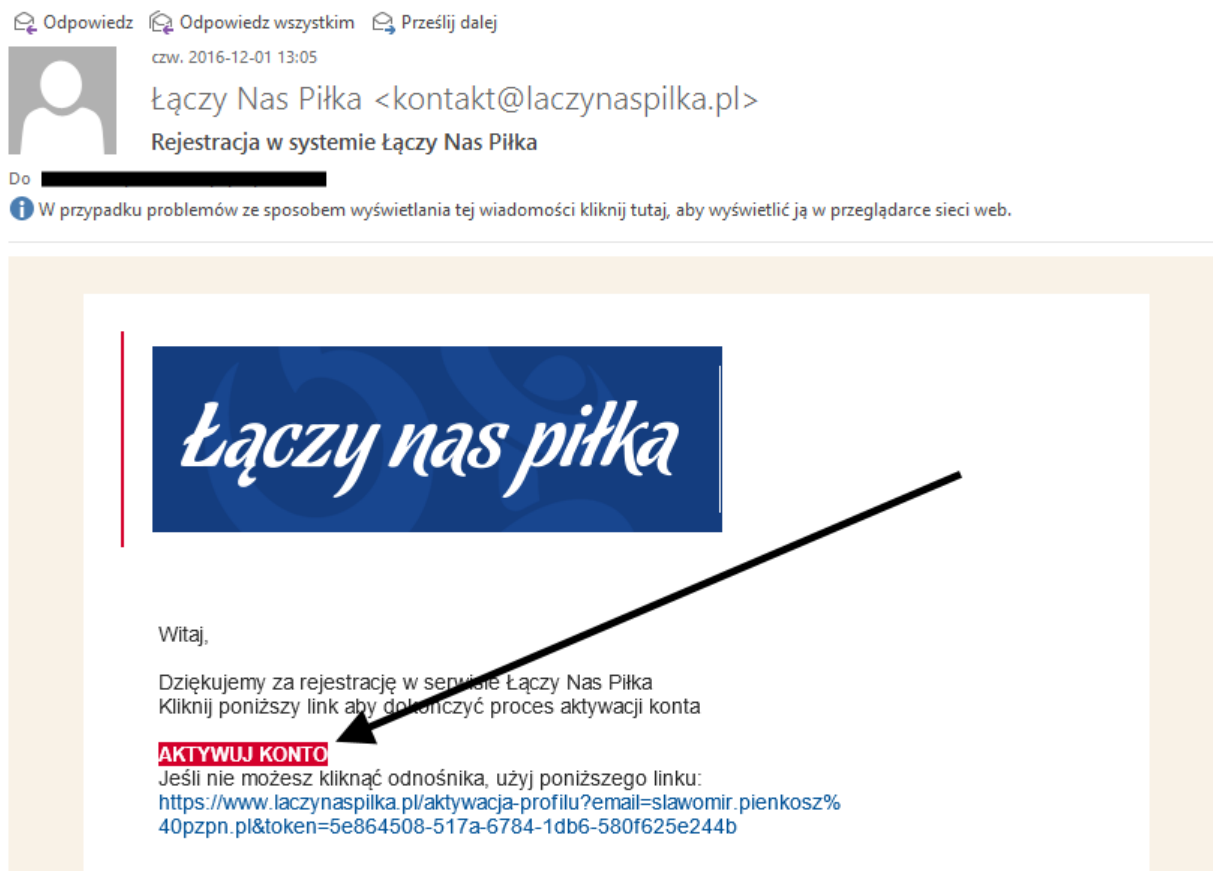 Odpowiedz Odpowiedz wszystkim Prześlij dalej
czw. 2016-12-01 13:05
Łączy Nas Piłka <kontakt@laczynaspilka.pl>
Rejestracja w systemie Łączy Nas Piłka
Do
W przypadku problemów ze sposobem wyświetlania tej wiadomości kliknij tutaj, aby wyświetlić ją w przeglądarce sieci web.
Łączy nas piłka
Witaj,
Dziękujemy za rejestrację w serwisie Łączy Nas Piłka
Kliknij poniższy link aby dokończyć proces aktywacji konta
AKTYWUJ KONTO
Jeśli nie możesz kliknąć odnośnika, użyj poniższego linku:
https://www.laczynaspilka.pl/aktywacja-profilu?email=slawomir.pienkosz%
40pzpn.pl&token=5e864508-517a-6784-1db6-580f625e244b